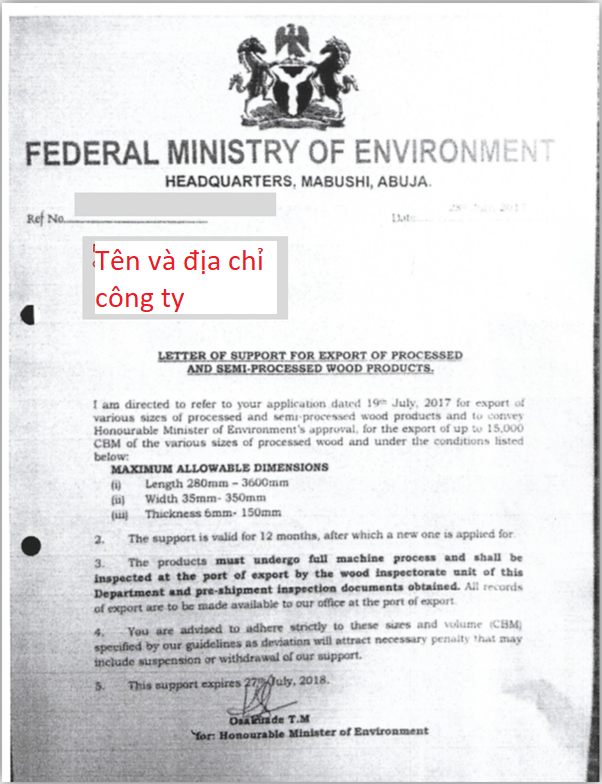 FEDERAL MINISTRY OF ENVIRONMENT
HEADQUARTERS, MABUSHI, ABUJA.
Ref No
Date
Tên và địa chỉ
công ty
LETTER OF SUPPORT FOR EXPORT OF PROCESSED
AND SEMI-PROCESSED WOOD PRODUCTS.
I am directed to refer to your application dated 19th July, 2017 for export of
various sizes of processed and semi-processed wood products and to convey
Honourable Minister of Environment's approval, for the export of up to 15,000
CBM of the various sizes of processed wood and under the conditions listed
below:
MAXIMUM ALLOWABLE DIMENSIONS
(i) Length 280mm – 3600mm
(ii) Width 35mm- 350mm
(iii) Thickness 6mm- 150mm
2. The support is valid for 12 months, after which a new one is applied for.
3. The products must undergo full machine process and shall be
inspected at the port of export by the wood inspectorate unit of this
Department and pre-shipment inspection documents obtained. All records
of export are to be made available to our office at the port of export.
4. You are advised to adhere strictly to these sizes and volume (CBM)
specified by our guidelines as deviation will attract necessary penalty that may
include suspension or withdrawal of our support.
5. This support expires 27th July, 2018.
T.M
for: Honourable Minister of Environment